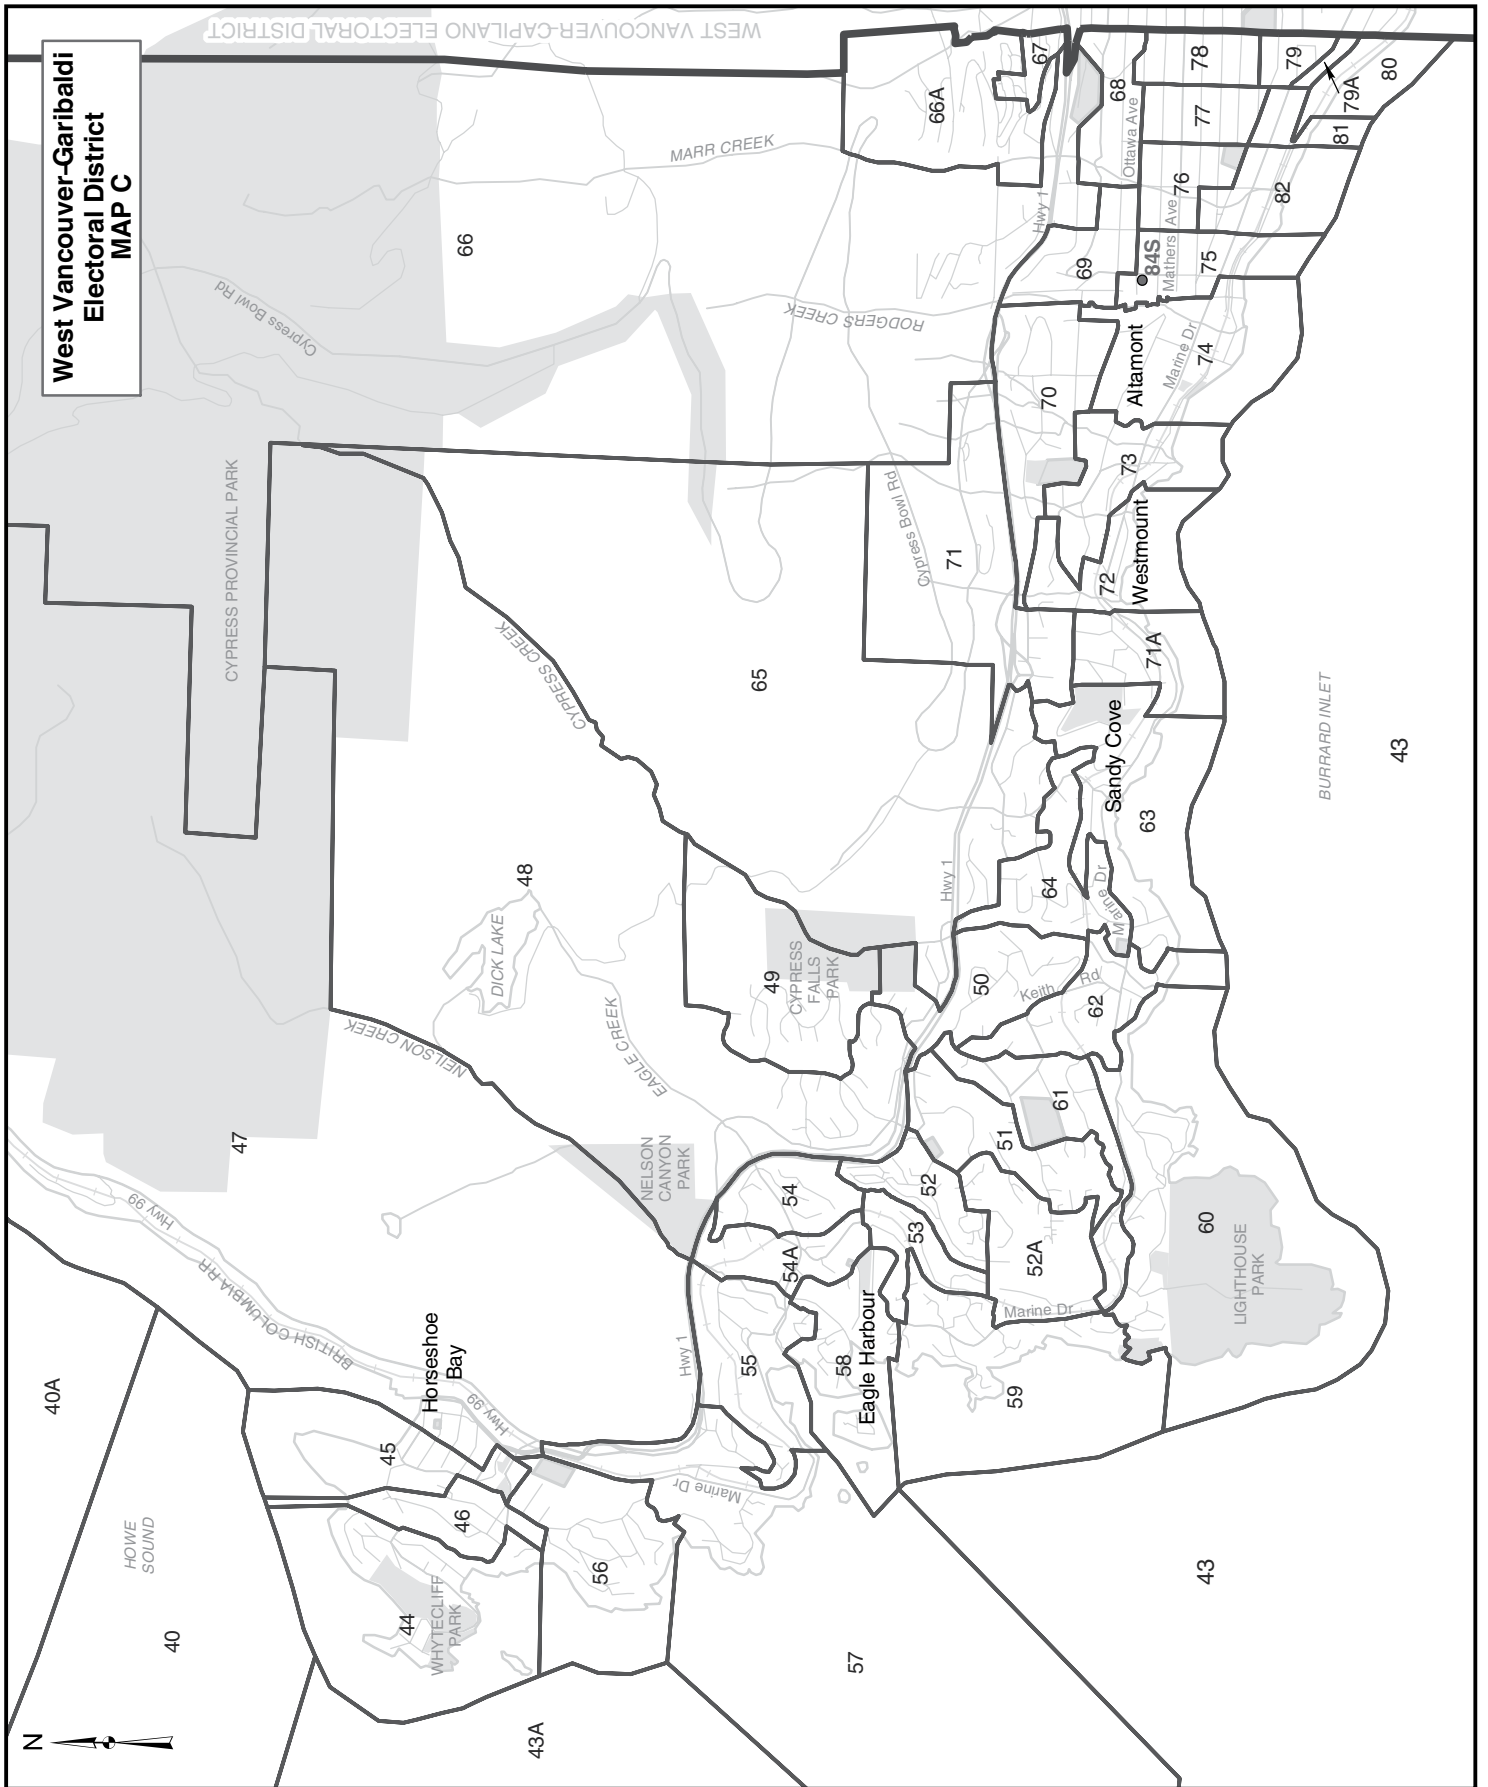 West Vancouver-Garibaldi
Electoral District
MAP C
WEST VANCOUVER-CAPILANO ELECTORAL DISTRICT
N
HOWE
SOUND
40
40A
43A
44
WHYTECLIFF
PARK
45
46
Horseshoe
Bay
Hwy 99
BRITISH COLUMBIA RR
Hwy 99
47
CYPRESS PROVINCIAL PARK
Cypress Bowl Rd
NEILSON CREEK
48
DICK LAKE
EAGLE CREEK
CYPRESS CREEK
NELSON
CANYON
PARK
49
CYPRESS
FALLS
PARK
65
66
MARR CREEK
RODGERS CREEK
66A
67
Hwy 1
68
Ottawa Ave
69
84S
Mathers Ave
75
76
77
78
79
79A
80
81
82
70
Altamont
Marine Dr
74
73
Cypress Bowl Rd
71
72
Westmount
71A
Sandy Cove
63
64
Marine Dr
Hwy 1
50
Keith Rd
62
61
51
52
52A
53
54
54A
Hwy 1
55
56
Marine Dr
57
58
Eagle Harbour
59
Marine Dr
60
LIGHTHOUSE
PARK
BURRARD INLET
43
43